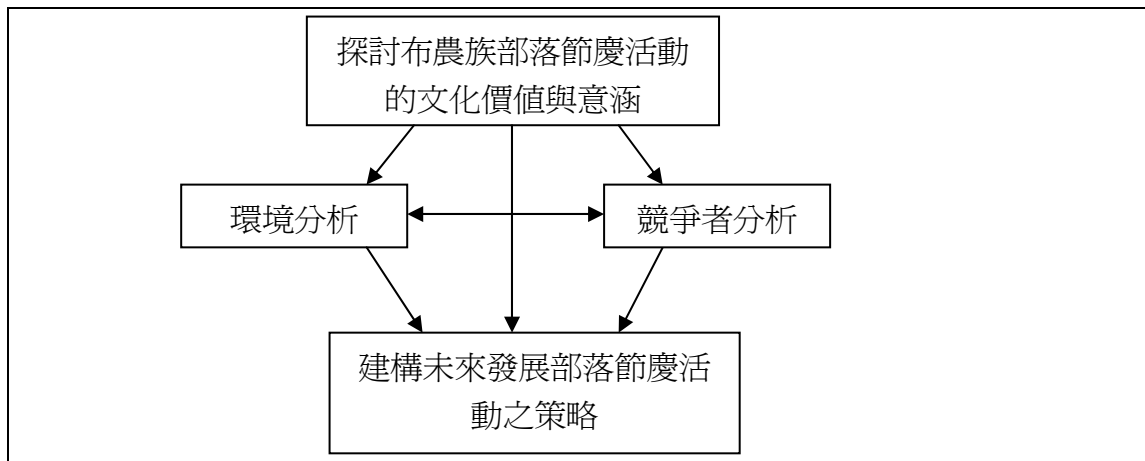 探討布農族部落節慶活動
的文化價值與意涵
環境分析
競爭者分析
建構未來發展部落節慶活
動之策略